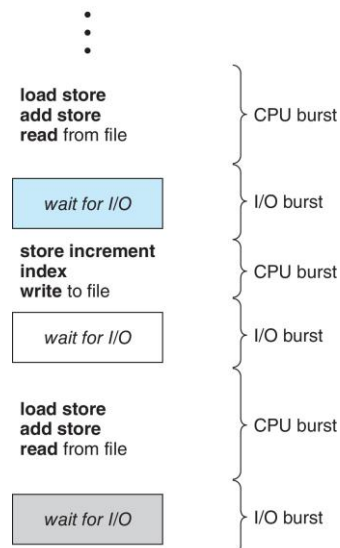 load store
add store
read from file
CPU burst
wait for I/O
I/O burst
store increment
index
write to file
CPU burst
wait for I/O
I/O burst
load store
add store
read from file
CPU burst
wait for I/O
I/O burst